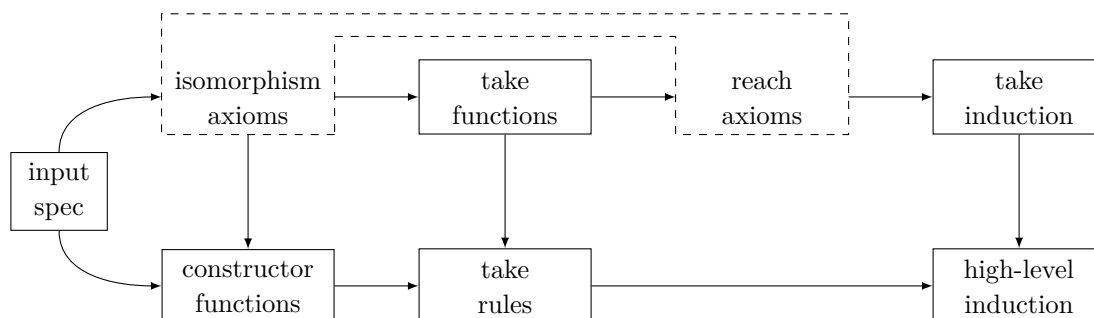 isomorphism
axioms
take
functions
reach
axioms
take
induction
input
spec
constructor
functions
take
rules
high-level
induction